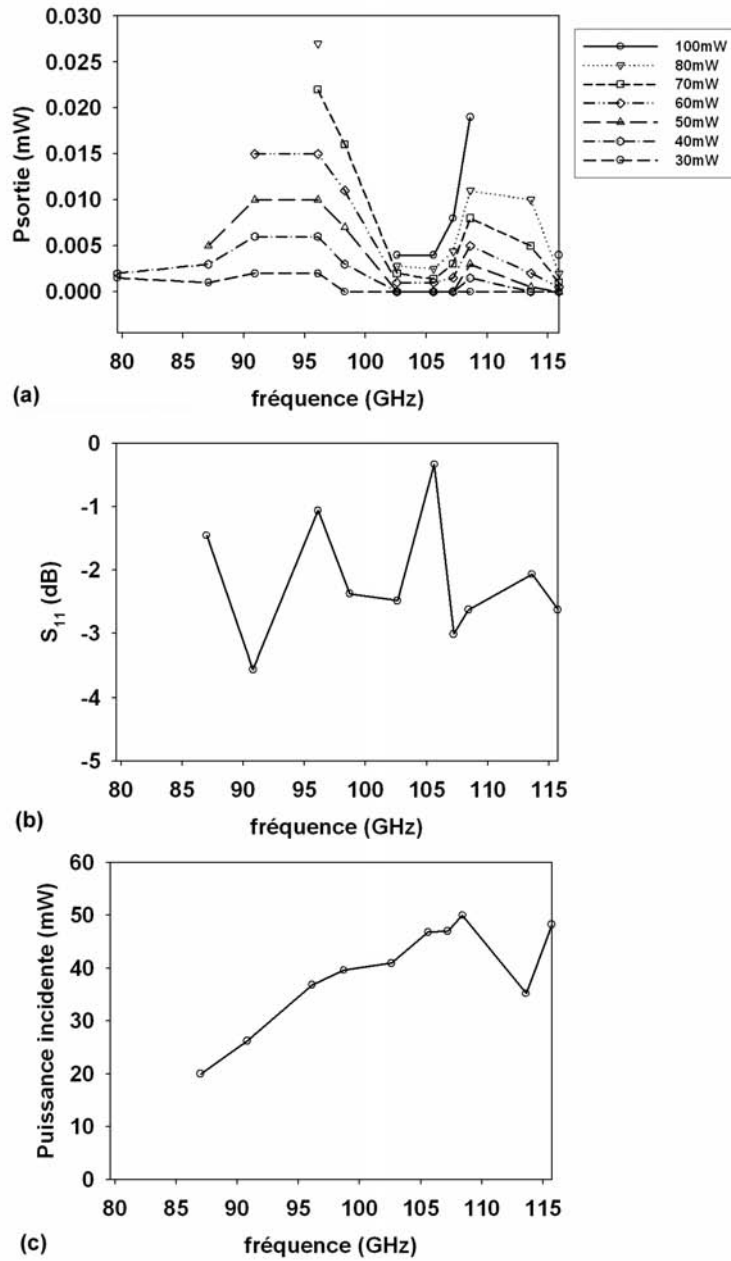 0.030
0.025
0.020
0.015
0.010
0.005
0.000
Psortie (mW)
80 85 90 95 100 105 110 115
fréquence (GHz)
(a)
100mW
80mW
70mW
60mW
50mW
40mW
30mW
0
-1
-2
-3
-4
-5
S11 (dB)
80 85 90 95 100 105 110 115
fréquence (GHz)
(b)
60
50
40
30
20
10
0
Puissance incidente (mW)
80 85 90 95 100 105 110 115
fréquence (GHz)
(c)